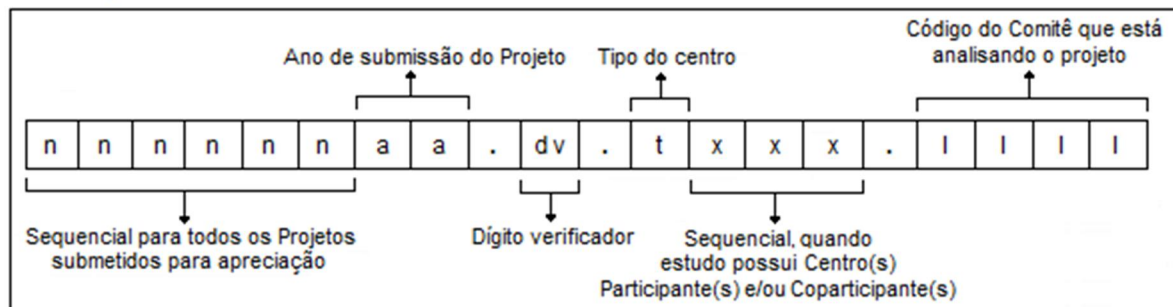 Código do Comitê que está
analisando o projeto
Ano de submissão do Projeto
Tipo do centro
n n n n n n a a . dv . t x x x . l l l l
Sequencial para todos os Projetos
submetidos para apreciação
Dígito verificador
Sequencial, quando
estudo possui Centro(s)
Participante(s) e/ou Coparticipante(s)